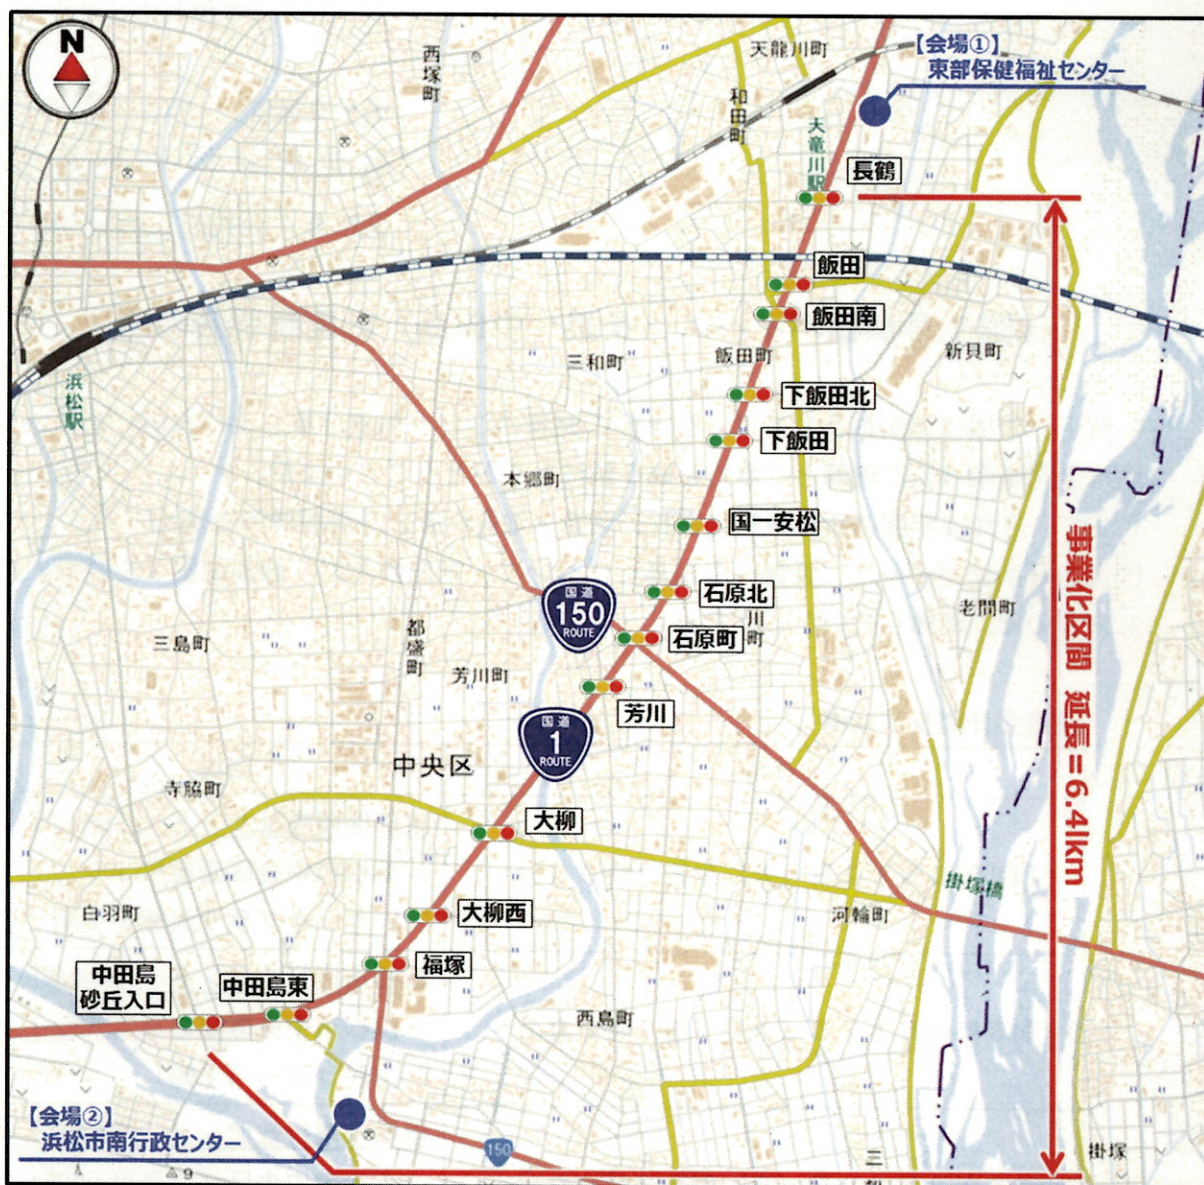 N
西塚町
天龍川町
【会場①】
東部保健福祉センター
和田町
天竜川駅
長鶴
飯田
飯田南
三和町
飯田町
新貝町
浜松駅
下飯田北
下飯田
本郷町
国一安松
事業化区間 延長=6.4km
国道
150
ROUTE
石原北
川町
老間町
石原町
三島町
都盛町
芳川町
芳川
国道
1
ROUTE
中央区
寺脇町
大柳
掛塚橋
白羽町
大柳西
河輪町
福塚
中田島
砂丘入口
中田島東
西島町
【会場②】
浜松市南行政センター
150
掛塚
9
三